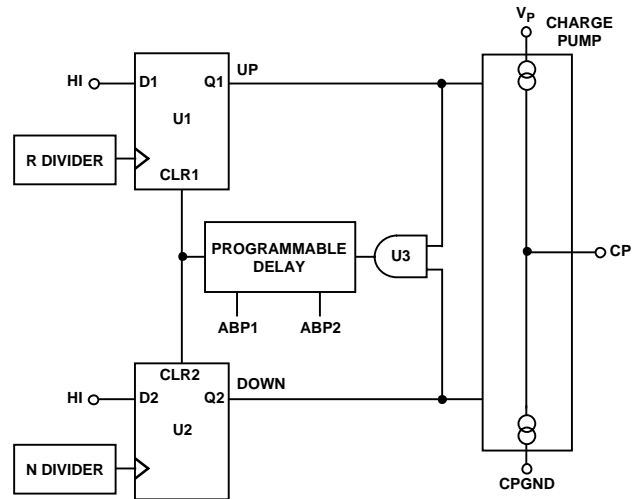 V_P
CHARGE
PUMP
HI
D1
Q1
UP
U1
R DIVIDER
CLR1
PROGRAMMABLE
DELAY
U3
CP
ABP1
ABP2
CLR2
DOWN
HI
D2
Q2
U2
N DIVIDER
CPGND